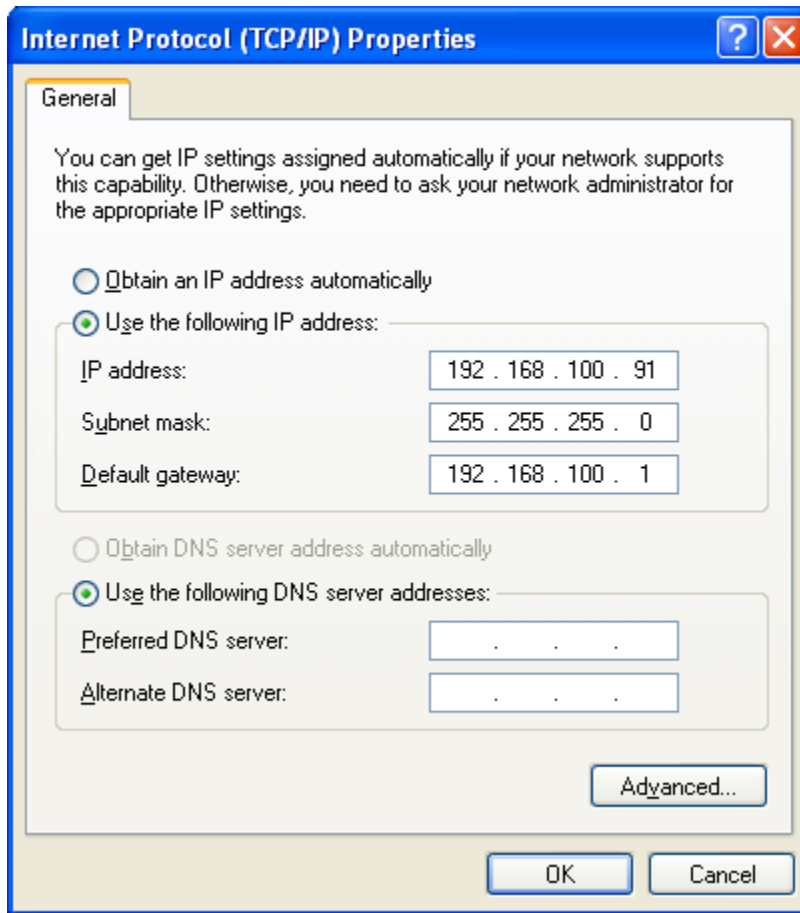 Internet Protocol (TCP/IP) Properties
?
General
You can get IP settings assigned automatically if your network supports
this capability. Otherwise, you need to ask your network administrator for
the appropriate IP settings.
Obtain an IP address automatically
Use the following IP address:
IP address: 192 . 168 . 100 . 91
Subnet mask: 255 . 255 . 255 . 0
Default gateway: 192 . 168 . 100 . 1
Obtain DNS server address automatically
Use the following DNS server addresses:
Preferred DNS server: . . .
Alternate DNS server: . . .
Advanced...
OK Cancel